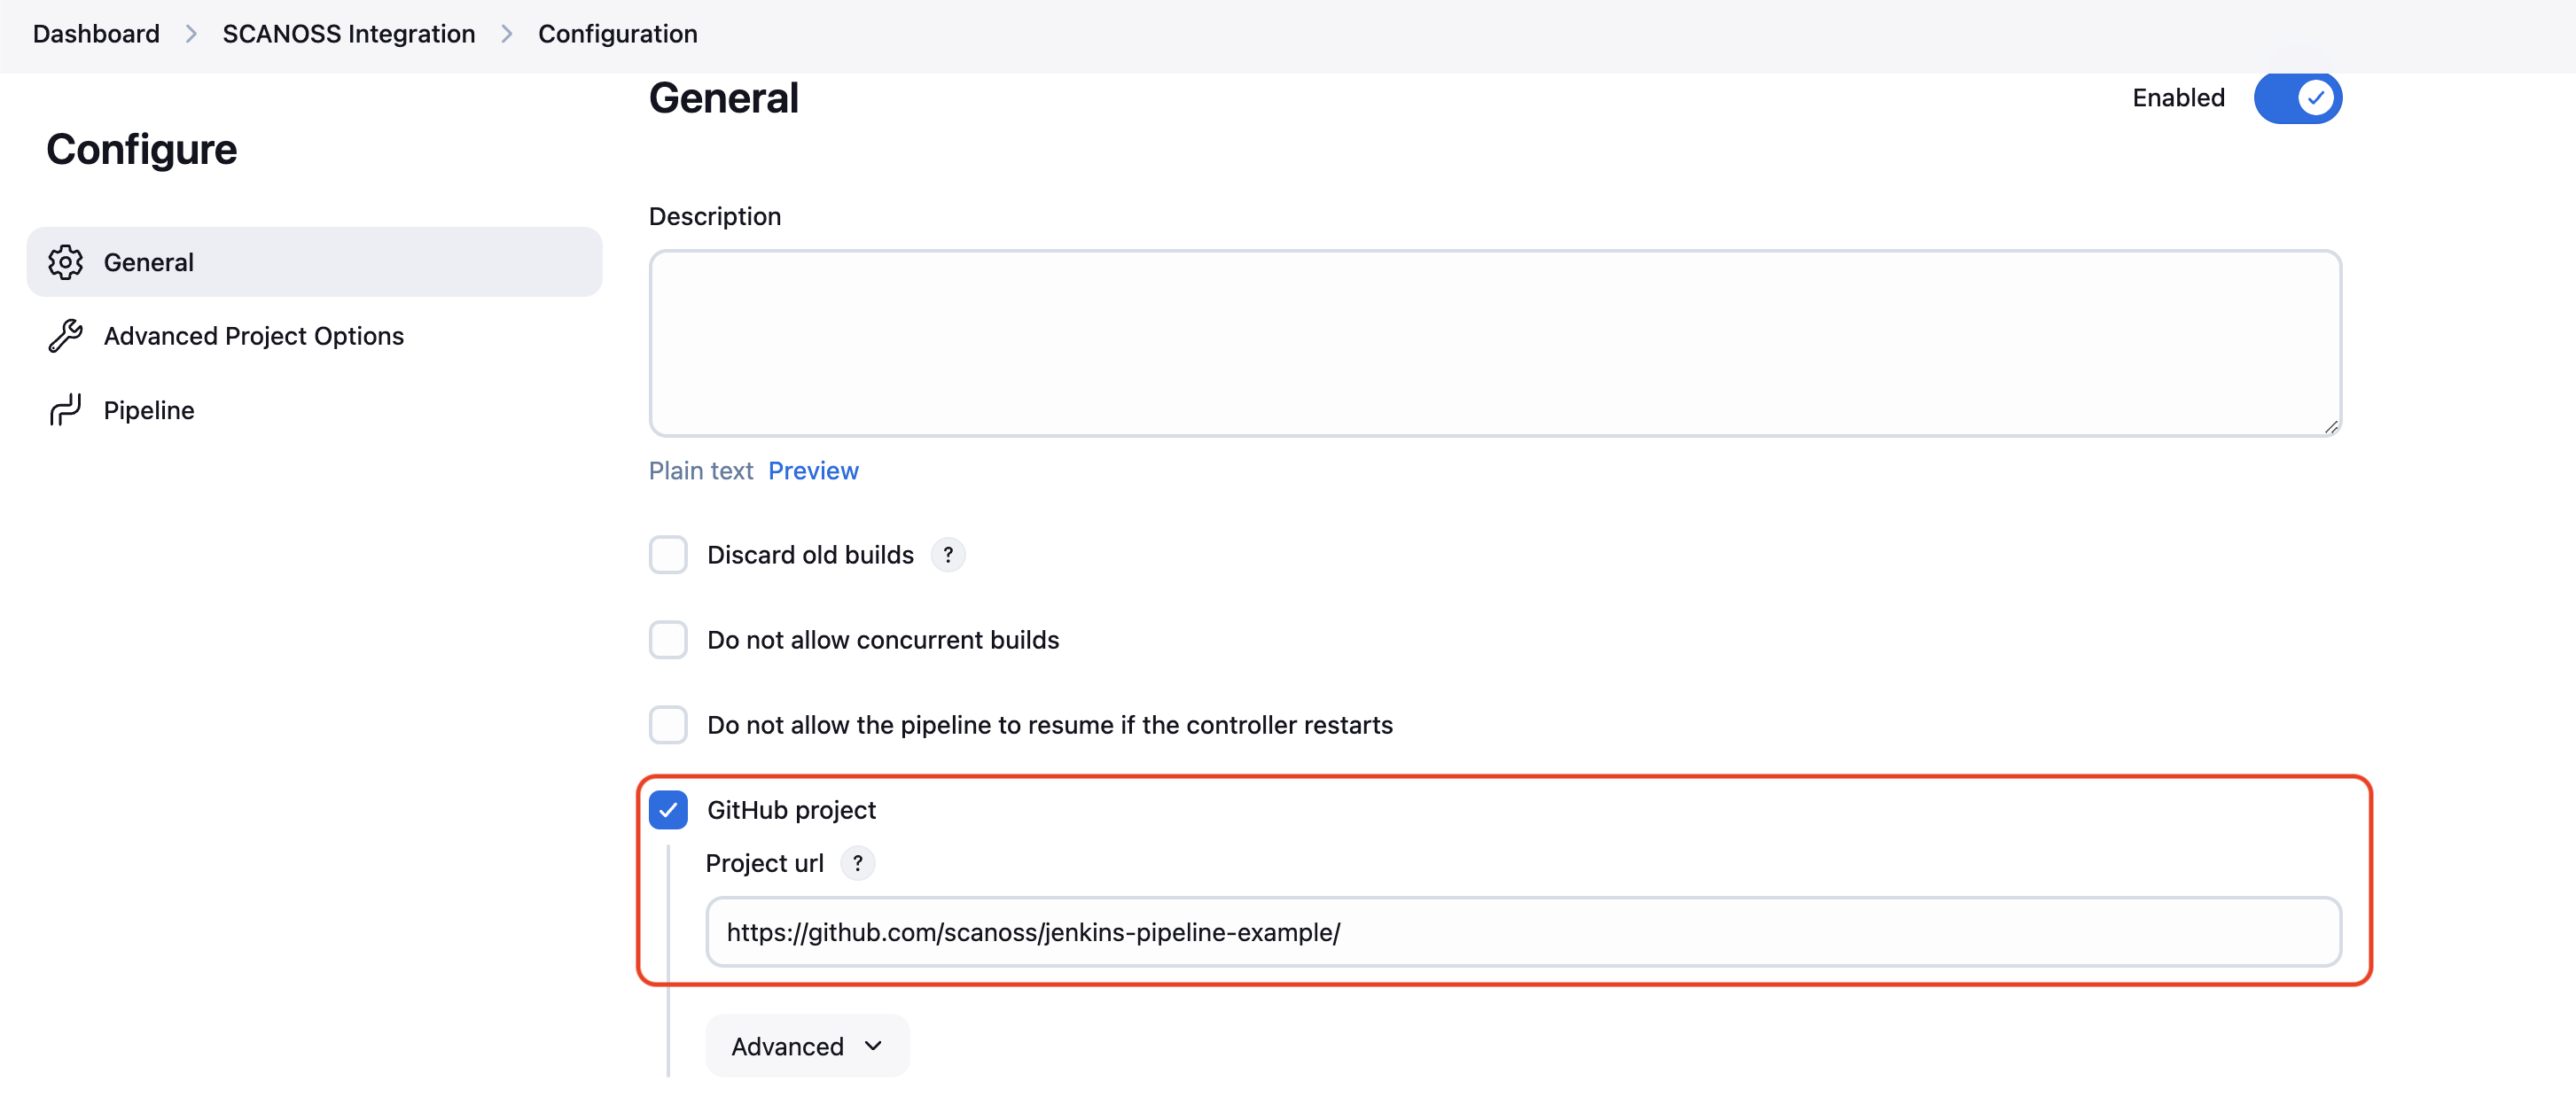 Dashboard > SCANOSS Integration > Configuration
Configure
General
Advanced Project Options
Pipeline
General
Enabled
Description
Plain text Preview
Discard old builds ?
Do not allow concurrent builds
Do not allow the pipeline to resume if the controller restarts
GitHub project
Project url ?
https://github.com/scanoss/jenkins-pipeline-example/
Advanced